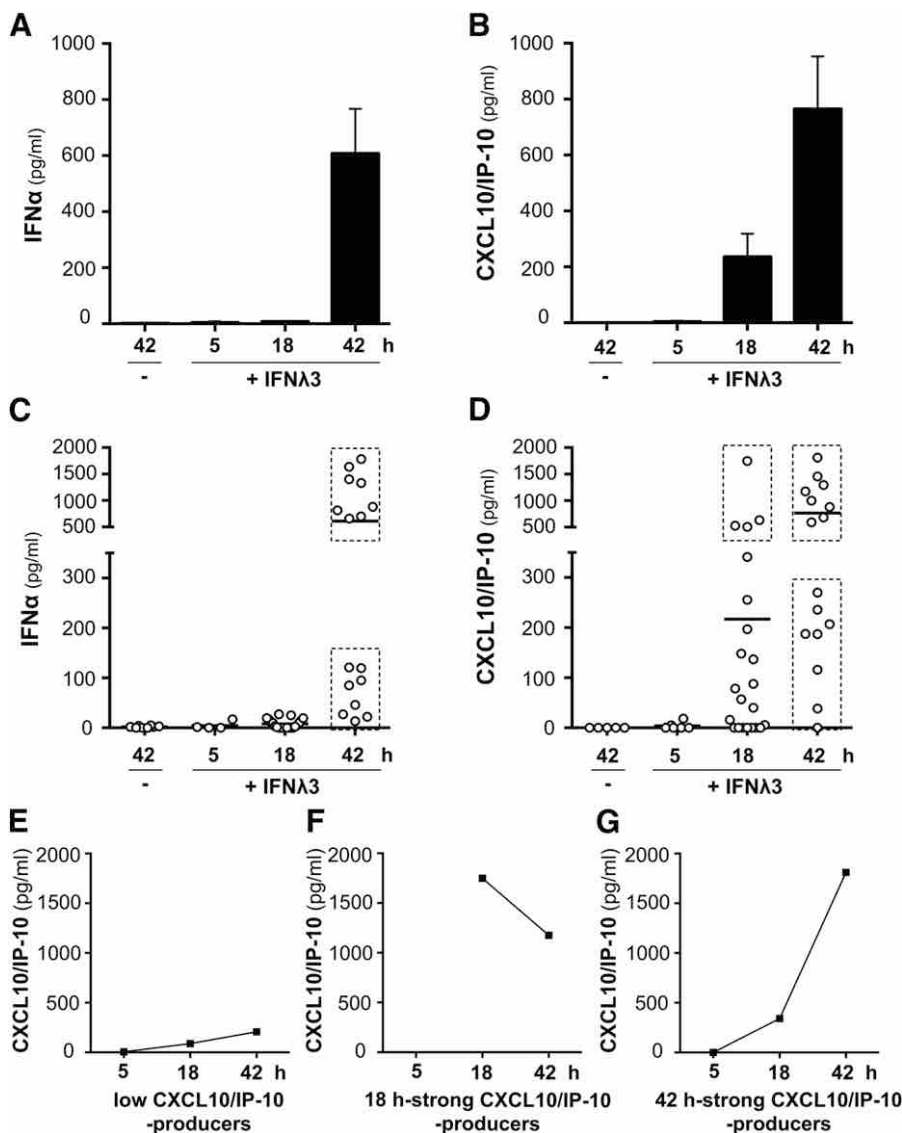 A
IFNα (pg/ml)
1000
800
600
400
200
0
42 5 18 42 h
- + IFNλ3
B
CXCL10/IP-10 (pg/ml)
1000
800
600
400
200
0
42 5 18 42 h
- + IFNλ3
C
IFNα (pg/ml)
2000
1500
1000
500
300
200
100
0
42 5 18 42 h
- + IFNλ3
D
CXCL10/IP-10 (pg/ml)
2000
1500
1000
500
300
200
100
0
42 5 18 42 h
- + IFNλ3
E
CXCL10/IP-10 (pg/ml)
2000
1500
1000
500
0
5 18 42 h
low CXCL10/IP-10
-producers
F
2000
1500
1000
500
0
5 18 42 h
18 h-strong CXCL10/IP-10
-producers
G
CXCL10/IP-10 (pg/ml)
2000
1500
1000
500
0
5 18 42 h
42 h-strong CXCL10/IP-10
-producers